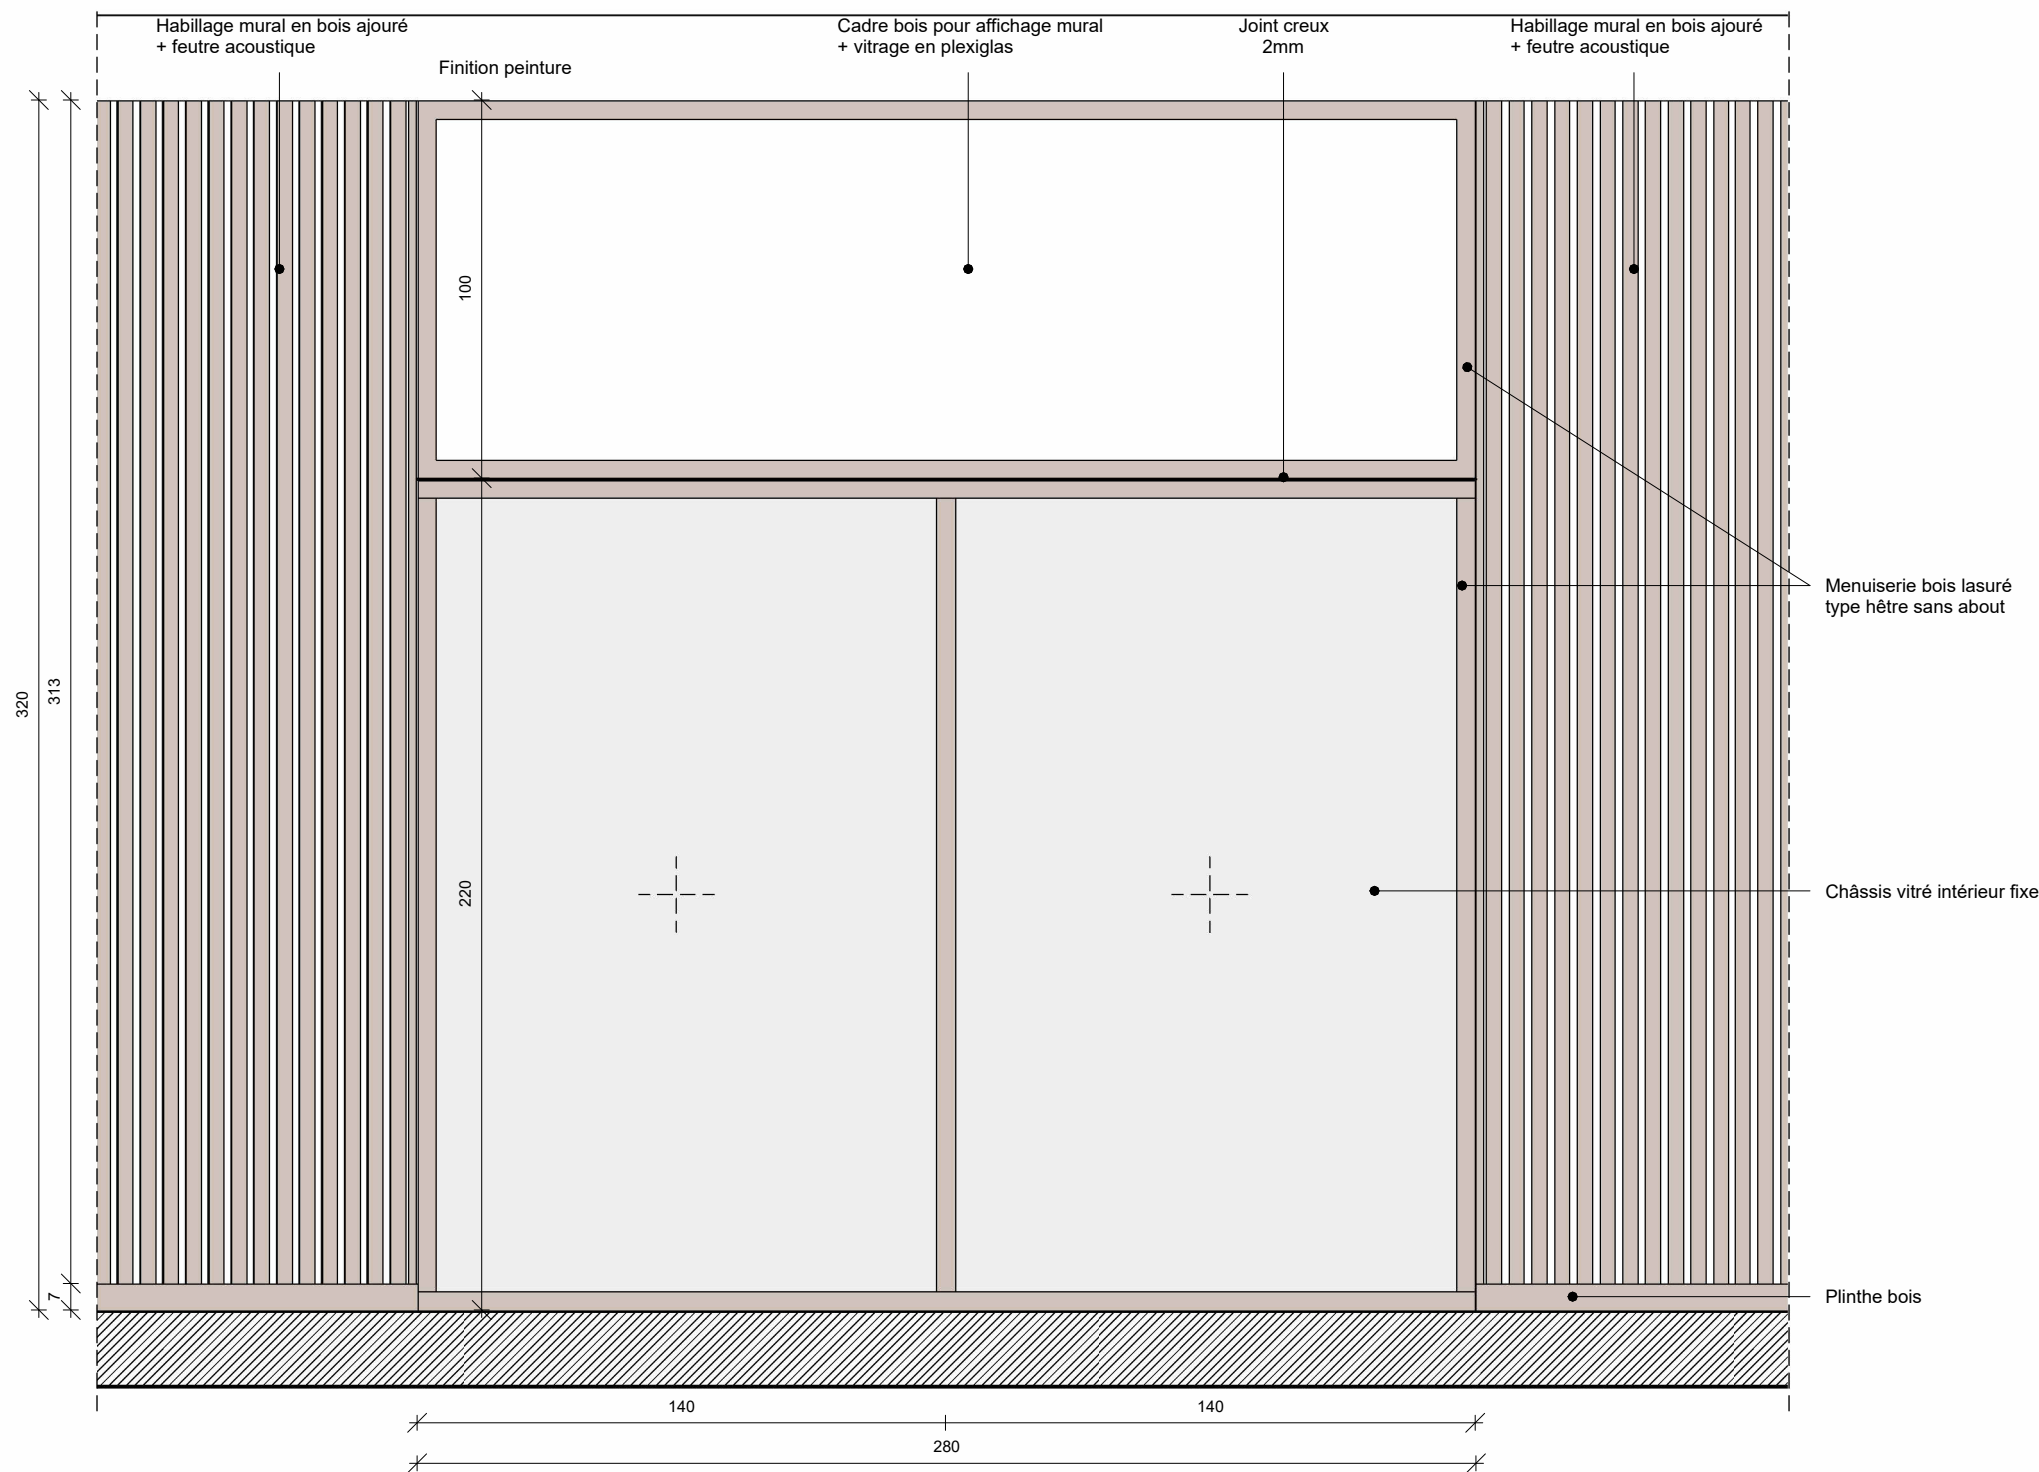 Habillage mural en bois ajouré
+ feutre acoustique
Finition peinture
Cadre bois pour affichage mural
+ vitrage en plexiglas
Joint creux
2mm
Habillage mural en bois ajouré
+ feutre acoustique
100
320
313
220
7
Menuiserie bois lasuré
type hêtre sans about
Châssis vitré intérieur fixe
Plinthe bois
140
140
280